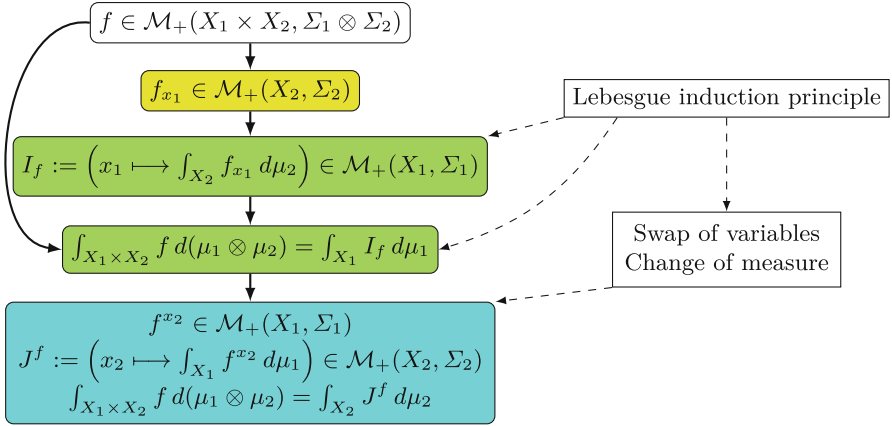 f ∈ ℳ₊(X₁ × X₂, Σ₁ ⊗ Σ₂)
f_{x₁} ∈ ℳ₊(X₂, Σ₂)
Lebesgue induction principle
I_f := (x₁ ⟼ ∫_{X₂} f_{x₁} dμ₂) ∈ ℳ₊(X₁, Σ₁)
∫_{X₁×X₂} f d(μ₁ ⊗ μ₂) = ∫_{X₁} I_f dμ₁
Swap of variables
Change of measure
f^{x₂} ∈ ℳ₊(X₁, Σ₁)
J^f := (x₂ ⟼ ∫_{X₁} f^{x₂} dμ₁) ∈ ℳ₊(X₂, Σ₂)
∫_{X₁×X₂} f d(μ₁ ⊗ μ₂) = ∫_{X₂} J^f dμ₂